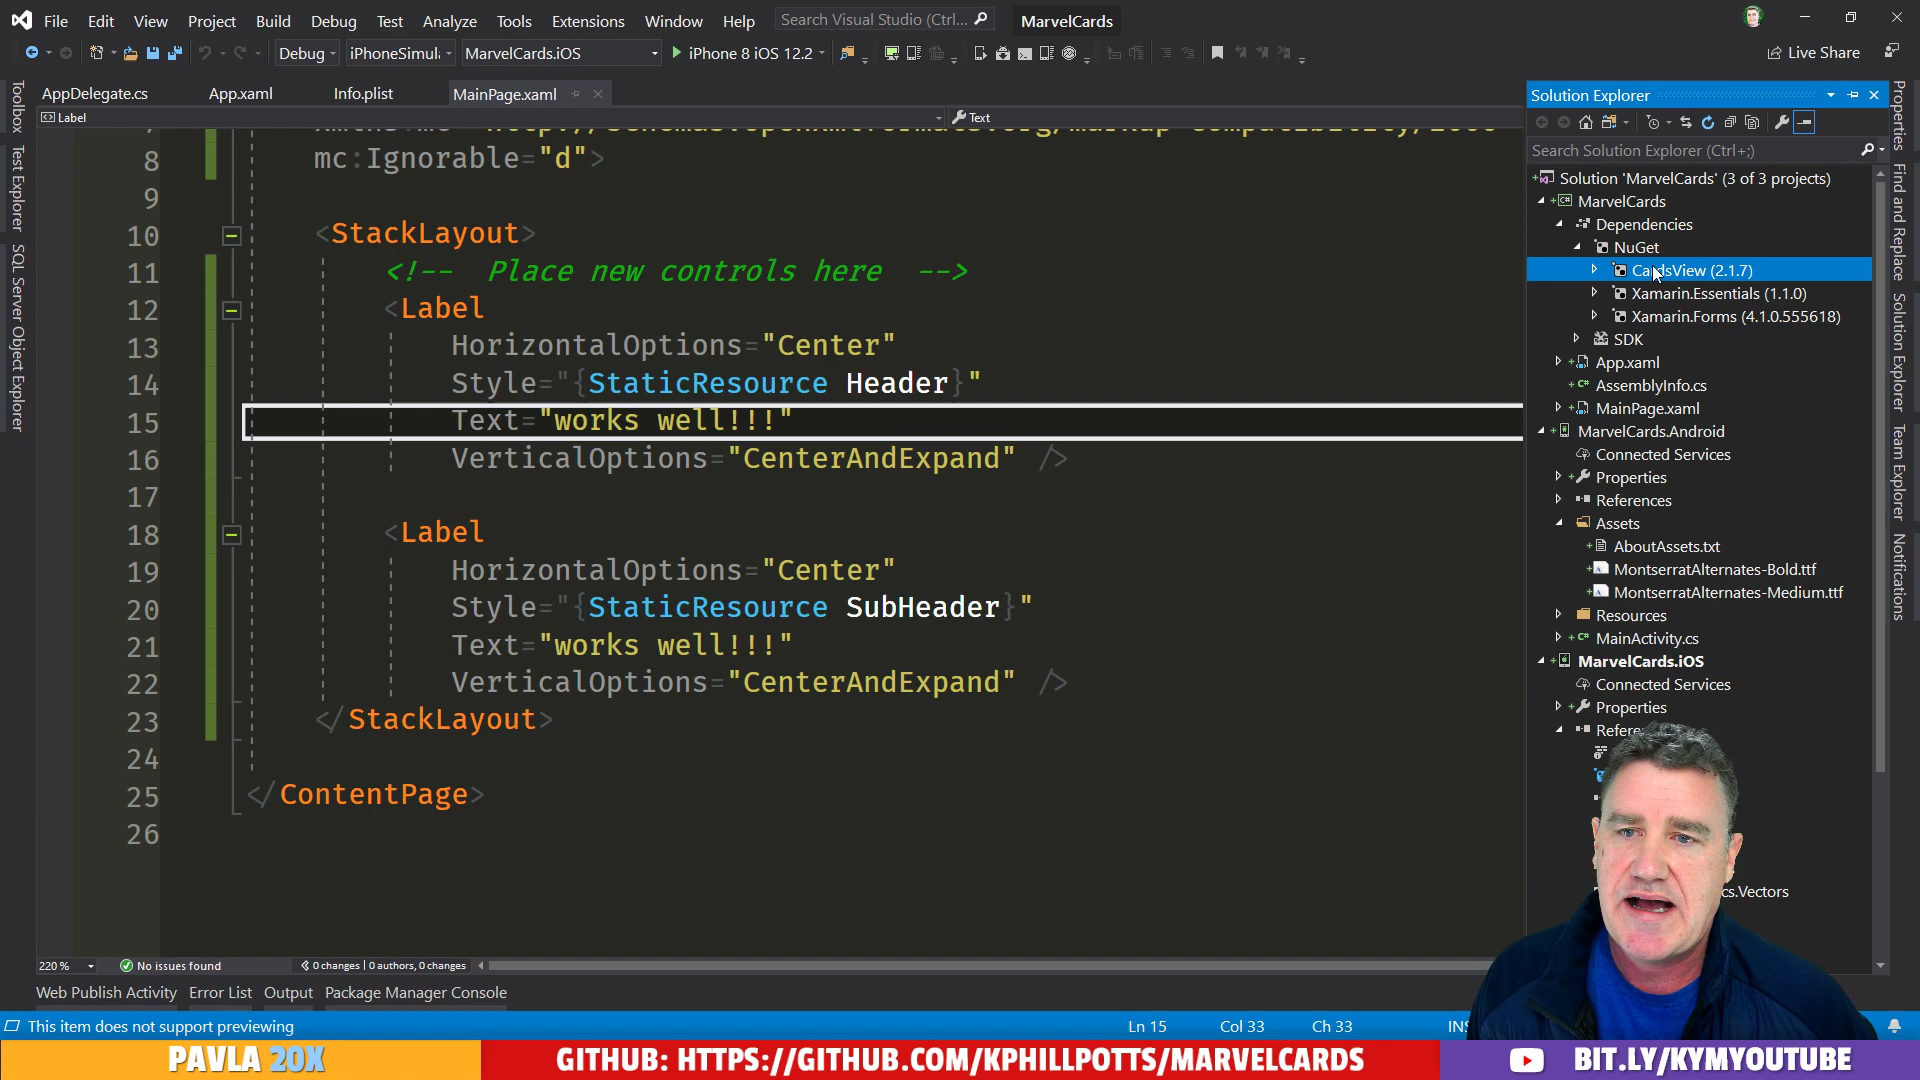 File Edit View Project Build Debug Test Analyze Tools Extensions Window Help Search Visual Studio (Ctrl... MarvelCards
Debug iPhoneSimula MarvelCards.iOS iPhone 8 iOS 12.2 Live Share
AppDelegate.cs App.xaml Info.plist MainPage.xaml
Label Text
8 mc:Ignorable="d">
9
10 <StackLayout>
11 <!-- Place new controls here -->
12 <Label
13 HorizontalOptions="Center"
14 Style="{StaticResource Header}"
15 Text="works well!!!"
16 VerticalOptions="CenterAndExpand" />
17
18 <Label
19 HorizontalOptions="Center"
20 Style="{StaticResource SubHeader}"
21 Text="works well!!!"
22 VerticalOptions="CenterAndExpand" />
23 </StackLayout>
24
25 </ContentPage>
26
220 % No issues found 0 changes | 0 authors, 0 changes
Web Publish Activity Error List Output Package Manager Console
This item does not support previewing Ln 15 Col 33 Ch 33 INS
Toolbox
Test Explorer
SQL Server Object Explorer
Solution Explorer
Search Solution Explorer (Ctrl+;)
Solution 'MarvelCards' (3 of 3 projects)
MarvelCards
Dependencies
NuGet
CardsView (2.1.7)
Xamarin.Essentials (1.1.0)
Xamarin.Forms (4.1.0.555618)
SDK
App.xaml
AssemblyInfo.cs
MainPage.xaml
MarvelCards.Android
Connected Services
Properties
References
Assets
AboutAssets.txt
MontserratAlternates-Bold.ttf
MontserratAlternates-Medium.ttf
Resources
MainActivity.cs
MarvelCards.iOS
Connected Services
Properties
Refere
cs.Vectors
Properties
Find and Replace
Solution Explorer
Team Explorer
Notifications
PAVLA 20X
GITHUB: HTTPS://GITHUB.COM/KPHILLPOTTS/MARVELCARDS
BIT.LY/KYMYOUTUBE